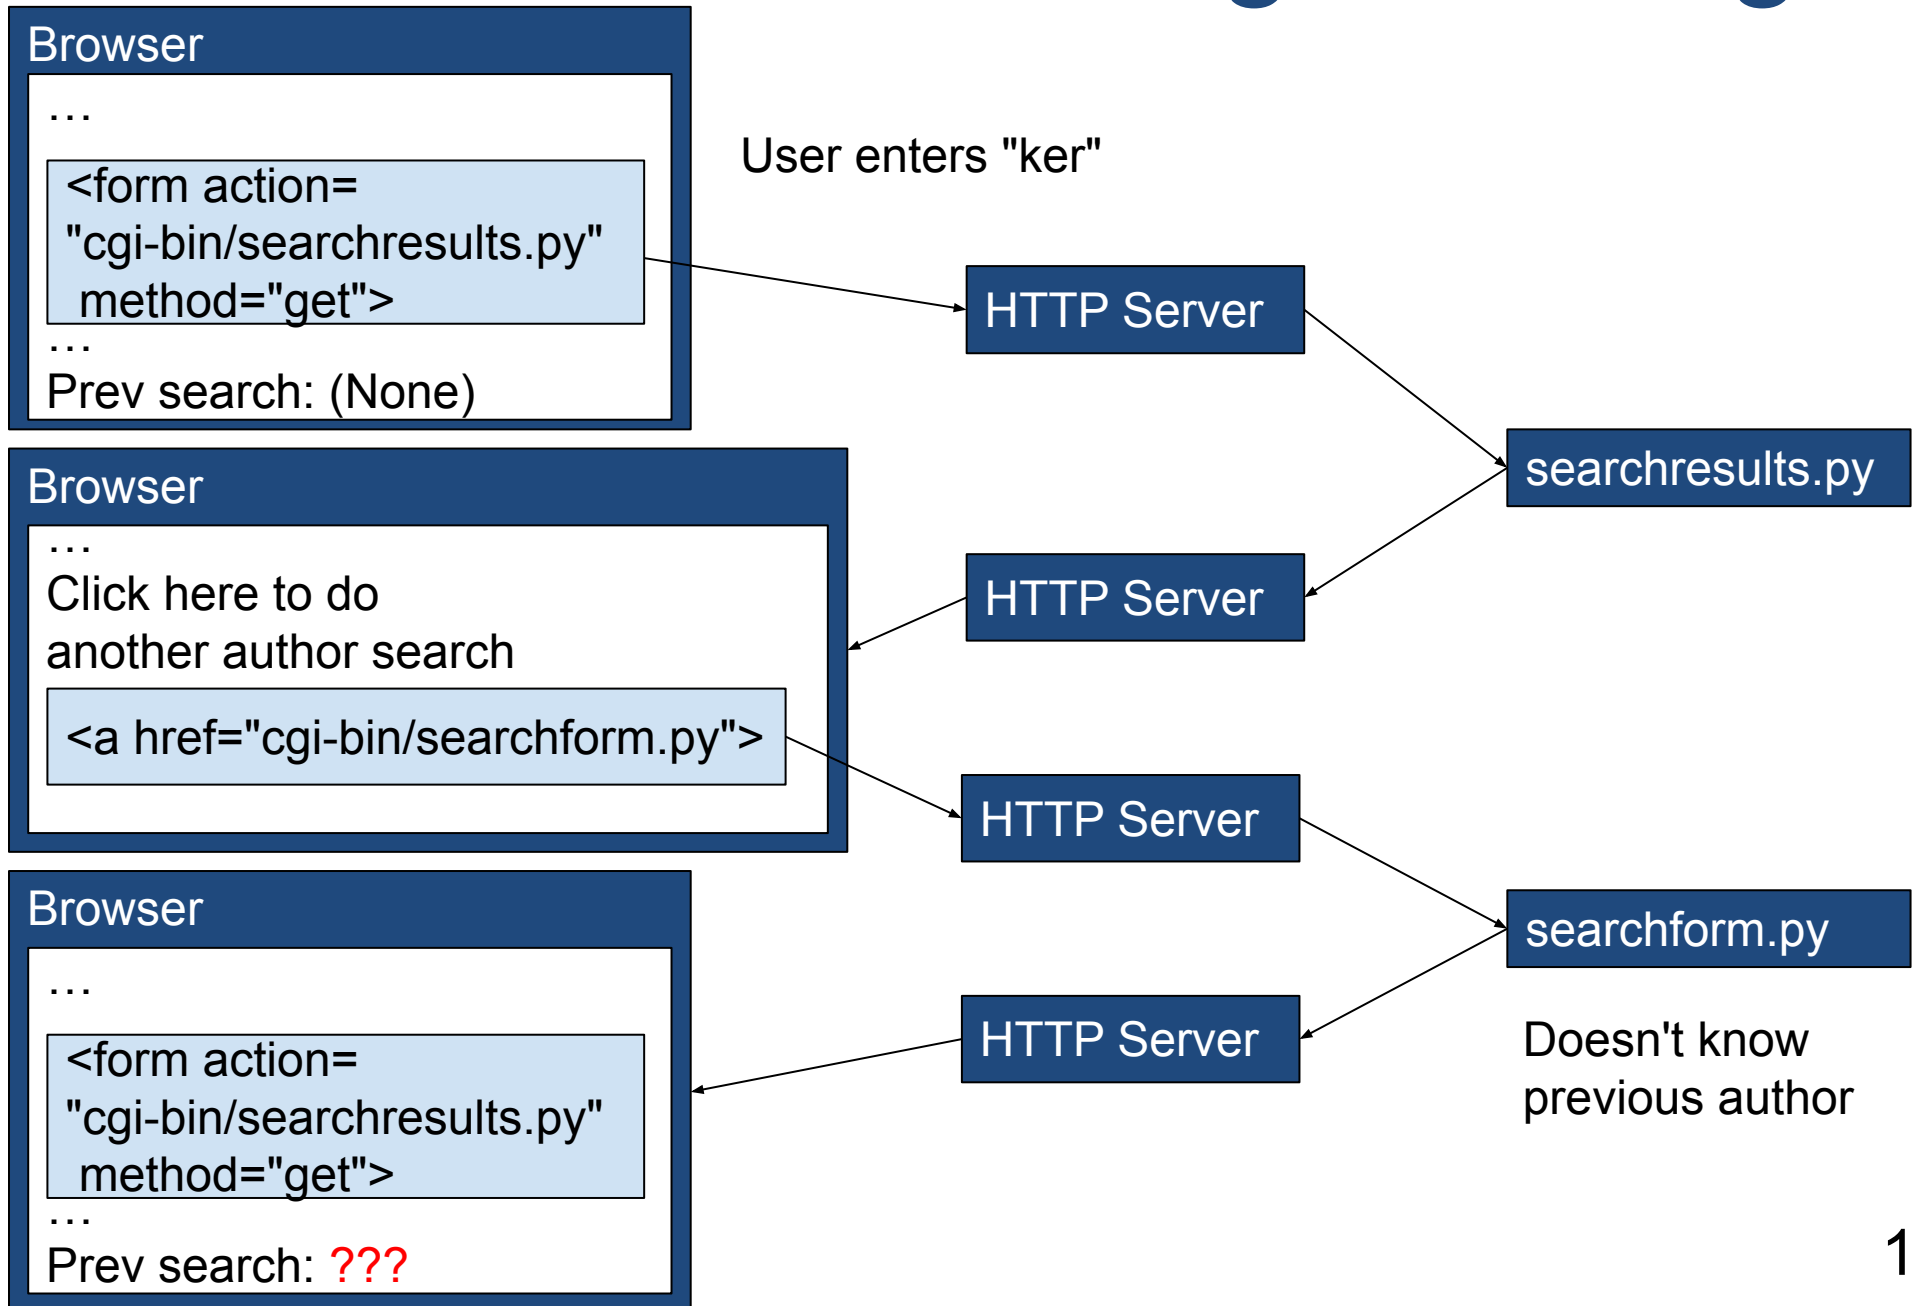 Browser
…
<form action=
"cgi-bin/searchresults.py"
method="get">
…
Prev search: (None)
User enters "ker"
HTTP Server
searchresults.py
HTTP Server
Browser
…
Click here to do
another author search
<a href="cgi-bin/searchform.py">
HTTP Server
searchform.py
HTTP Server
Doesn't know
previous author
Browser
…
<form action=
"cgi-bin/searchresults.py"
method="get">
…
Prev search: ???
1